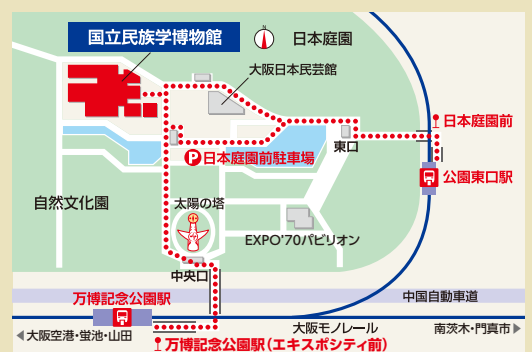 国立民族学博物館
N
日本庭園
大阪日本民芸館
日本庭園前
東口
P日本庭園前駐車場
公園東口駅
自然文化園
太陽の塔
EXPO'70パビリオン
中央口
万博記念公園駅
中国自動車道
大阪空港・蛍池・山田
大阪モノレール
南茨木・門真市
万博記念公園駅(エキスポシティ前)